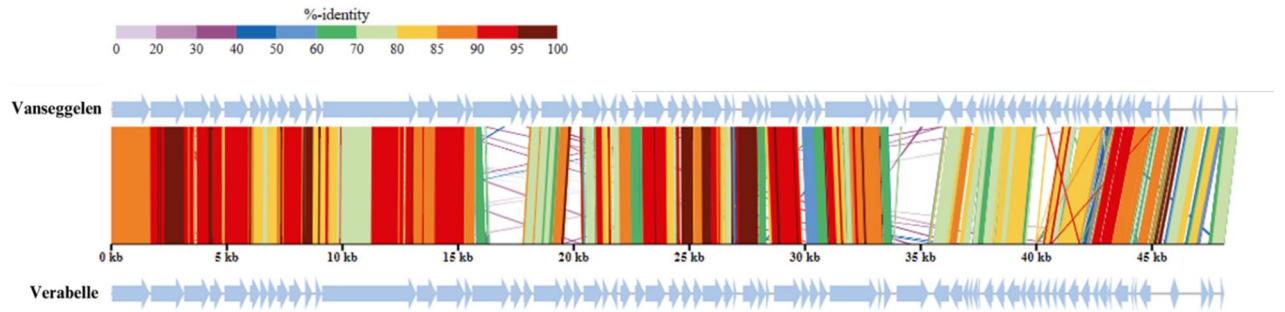 %-identity
0 20 30 40 50 60 70 80 85 90 95 100
Vanseggelen
0 kb 5 kb 10 kb 15 kb 20 kb 25 kb 30 kb 35 kb 40 kb 45 kb
Verabelle